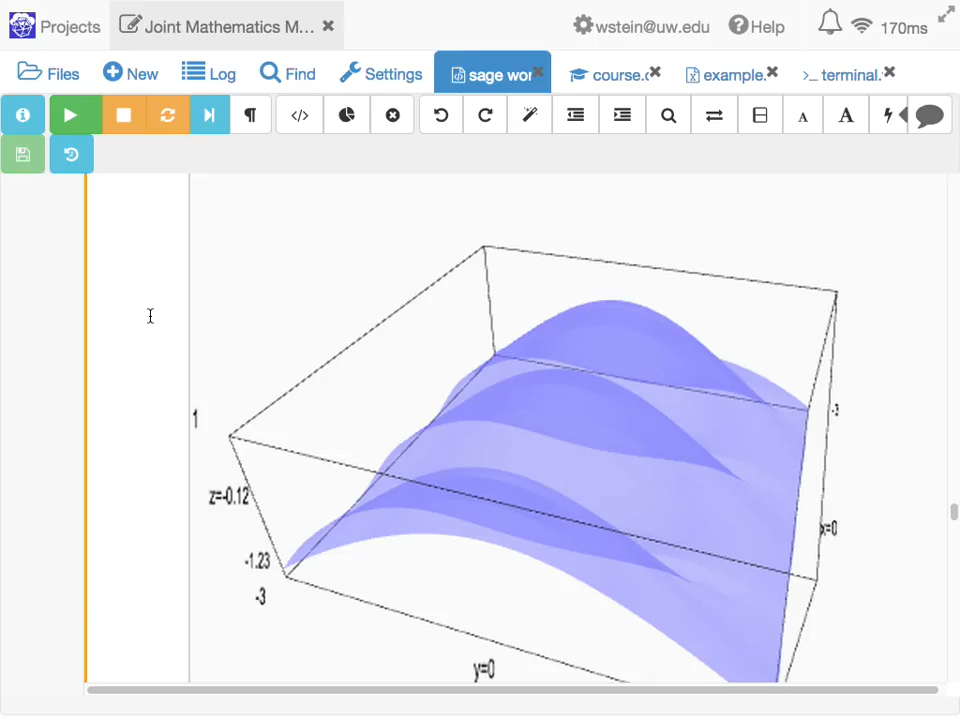 Projects
Joint Mathematics M...
wstein@uw.edu
Help
170ms
Files
New
Log
Find
Settings
sage wor
course.c
example.
>_ terminal.
A
A
1
z=-0.12
-1.23
-3
y=0
-3
x=0